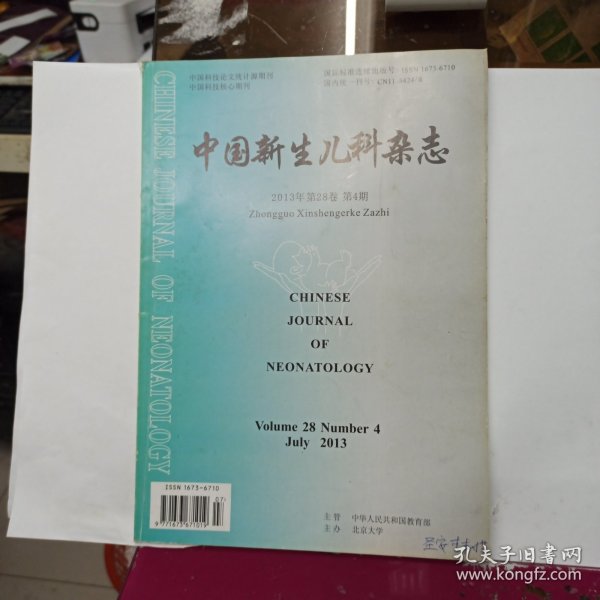 中国科技论文统计源期刊
中国科技核心期刊
国际标准连续出版号:ISSN 1673-6710
国内统一刊号:CN11-5424/R
CHINESE JOURNAL OF NEONATOLOGY
中国新生儿科杂志
2013年第28卷 第4期
Zhongguo Xinshengerke Zazhi
CHINESE
JOURNAL
OF
NEONATOLOGY
Volume 28 Number 4
July 2013
ISSN 1673-6710
07>
9 771673 671019
主管 中华人民共和国教育部
主办 北京大学
孔夫子旧书网
www.kongfz.com